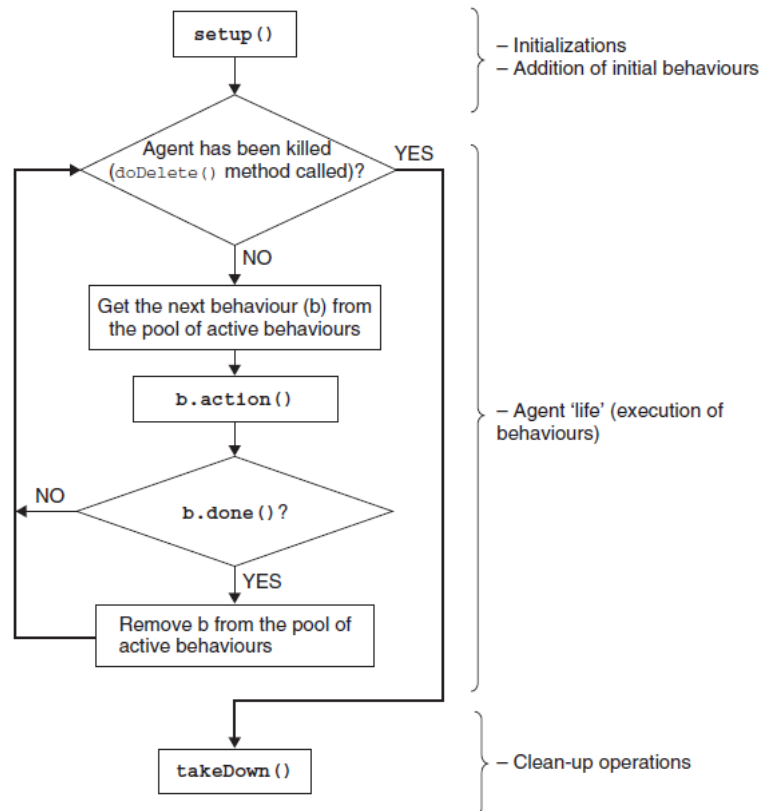 setup()
– Initializations
– Addition of initial behaviours
Agent has been killed
(doDelete() method called)?
YES
NO
Get the next behaviour (b) from
the pool of active behaviours
b.action()
– Agent ‘life’ (execution of
behaviours)
NO
b.done()?
YES
Remove b from the pool of
active behaviours
takeDown()
– Clean-up operations